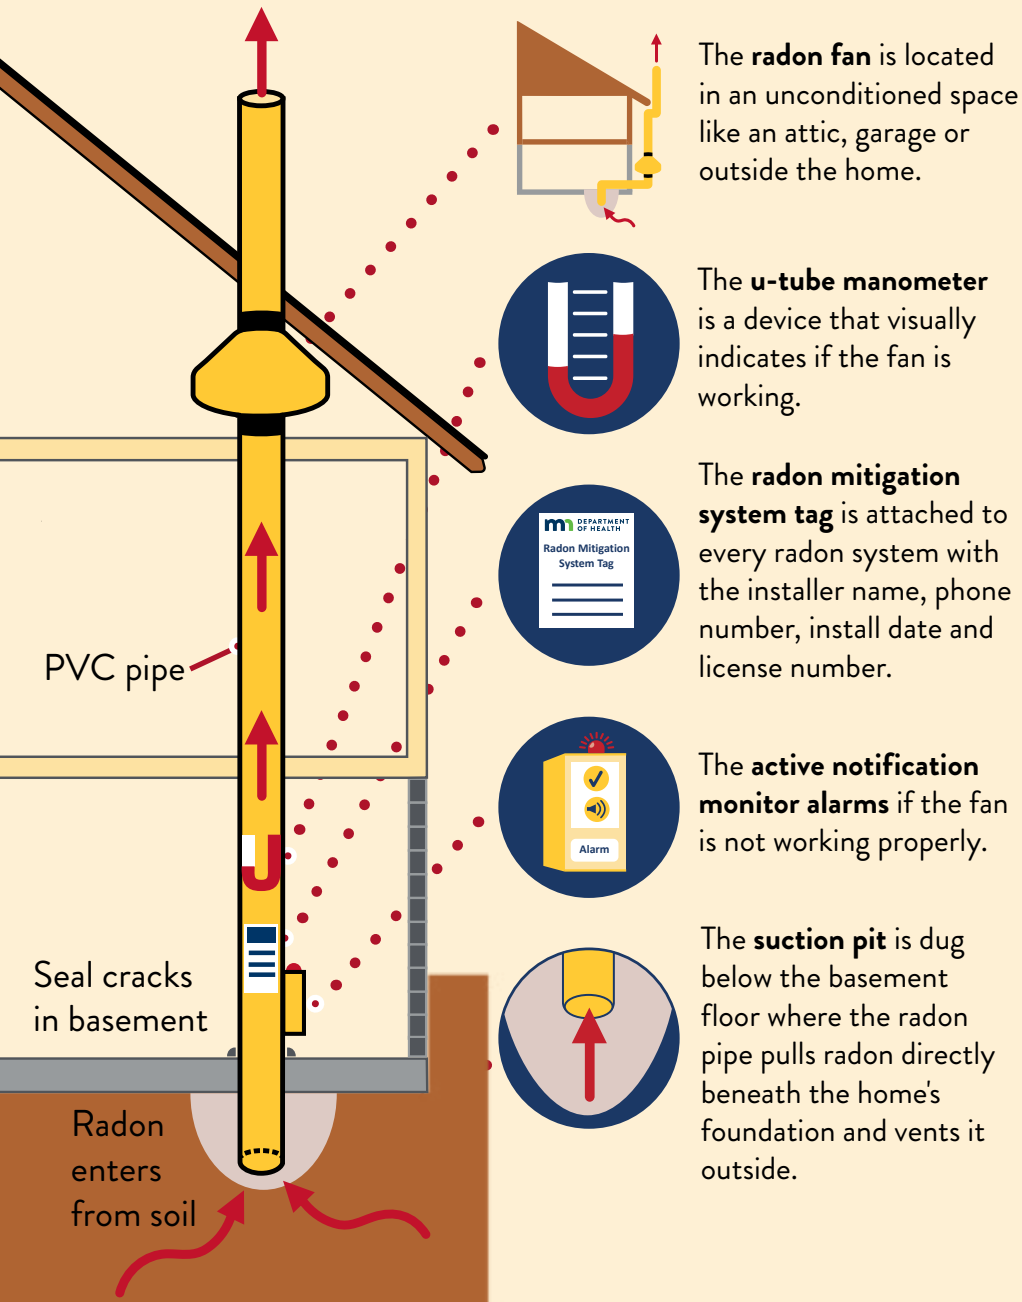 The radon fan is located
in an unconditioned space
like an attic, garage or
outside the home.
The u-tube manometer
is a device that visually
indicates if the fan is
working.
The radon mitigation
system tag is attached to
every radon system with
the installer name, phone
number, install date and
license number.
mn DEPARTMENT
OF HEALTH
Radon Mitigation
System Tag
PVC pipe
The active notification
monitor alarms if the fan
is not working properly.
Alarm
Seal cracks
in basement
The suction pit is dug
below the basement
floor where the radon
pipe pulls radon directly
beneath the home's
foundation and vents it
outside.
Radon
enters
from soil